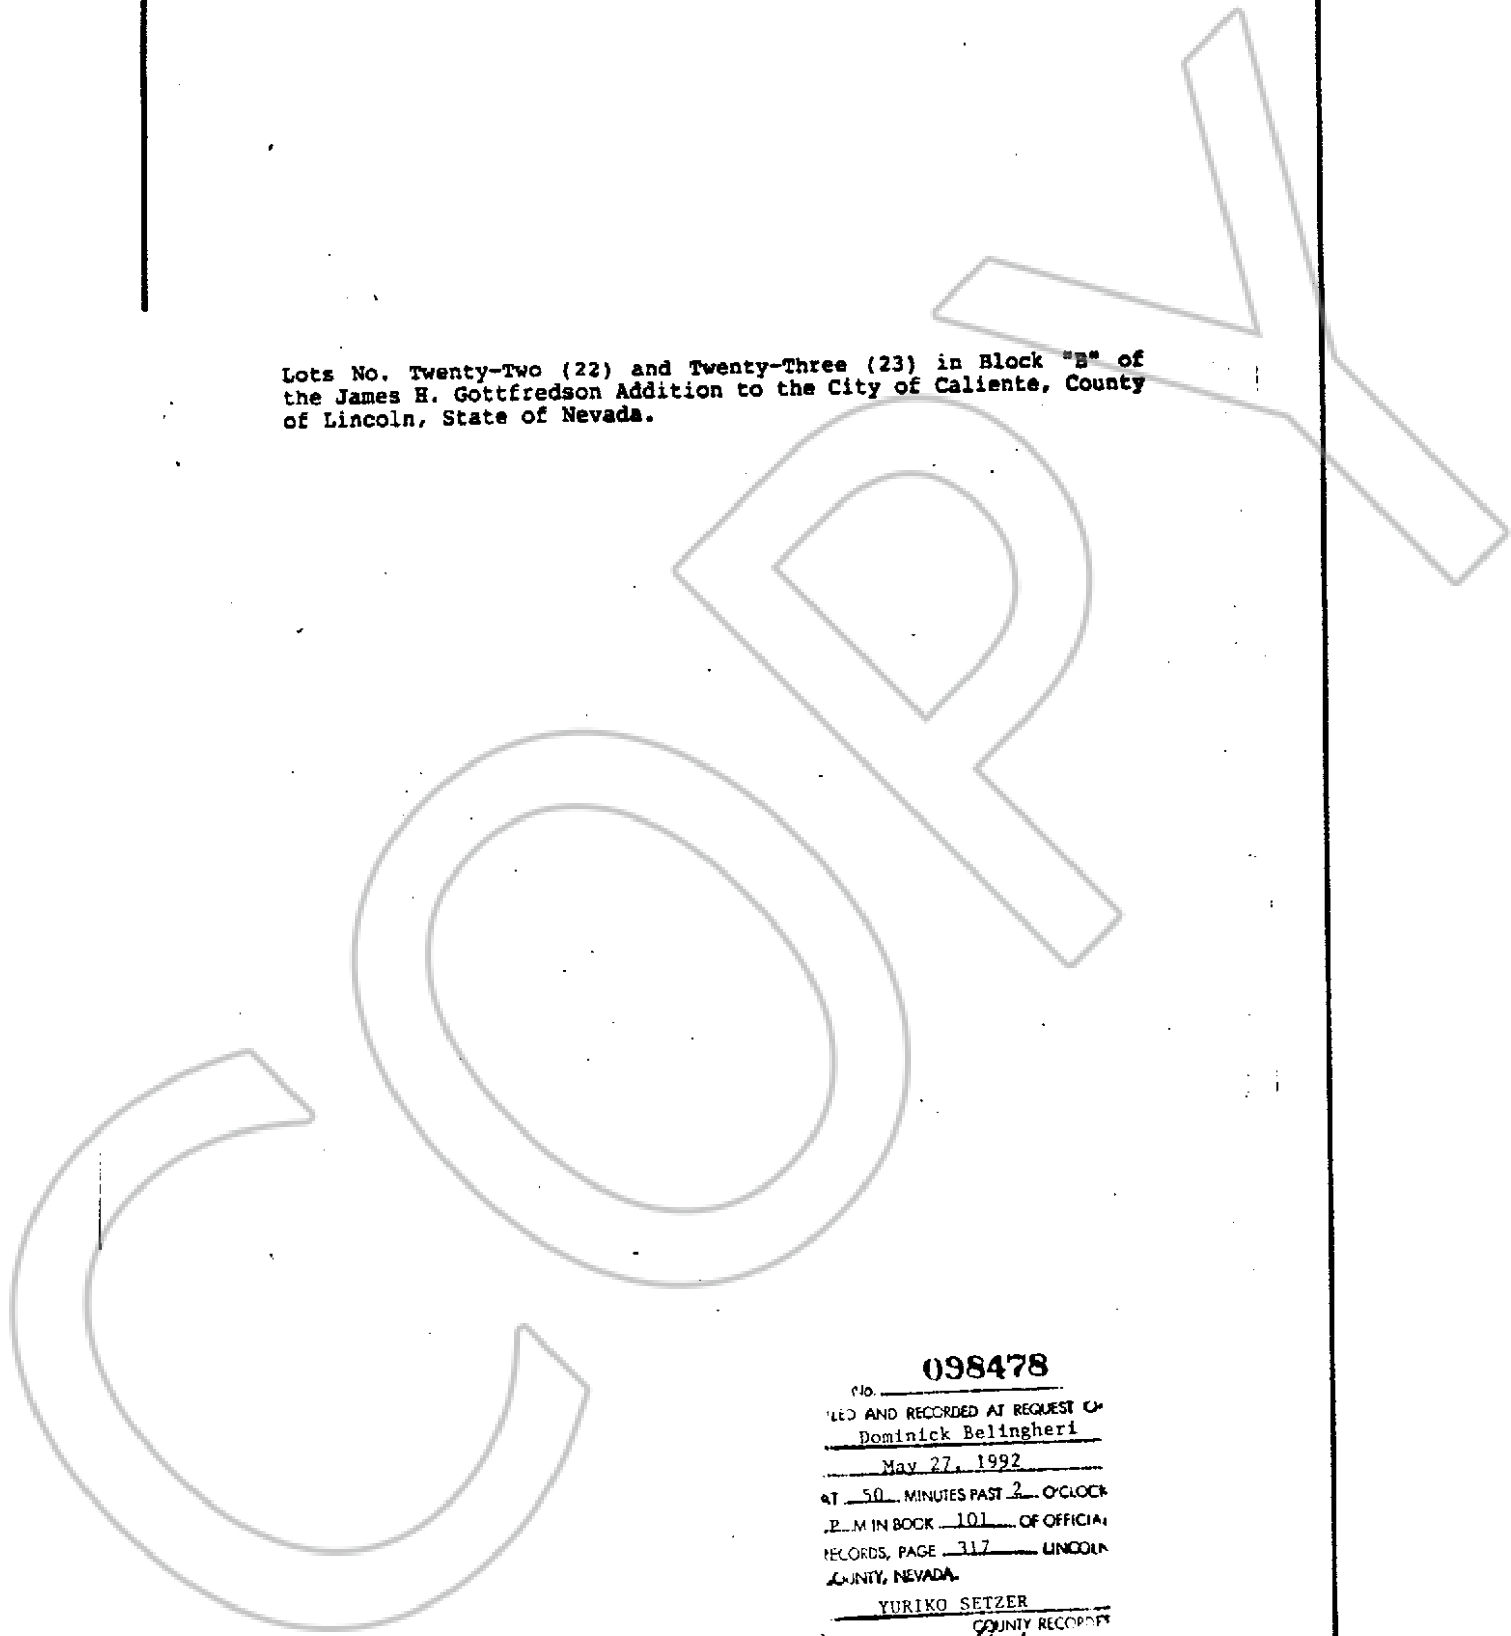 Lots No. Twenty-Two (22) and Twenty-Three (23) in Block "B" of
the James H. Gottfredson Addition to the City of Caliente, County
of Lincoln, State of Nevada.
COPY
098478
No.
LED AND RECORDED AT REQUEST OF
Dominick Belingheri
May 27, 1992
AT 50 MINUTES PAST 2 O'CLOCK
P M IN BOOK 101 OF OFFICIAL
RECORDS, PAGE 317 LINCOLN
COUNTY, NEVADA.
YURIKO SETZER
COUNTY RECORDER